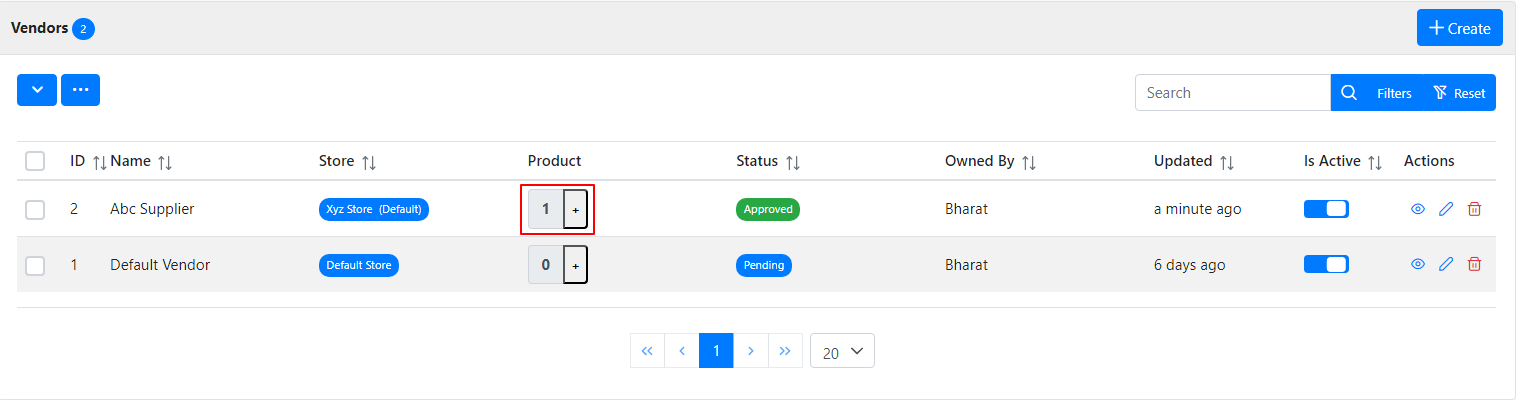 Vendors 2
+ Create
... Search Filters Reset
ID Name Store Product Status Owned By Updated Is Active Actions
2 Abc Supplier Xyz Store (Default) 1 + Approved Bharat a minute ago
1 Default Vendor Default Store 0 + Pending Bharat 6 days ago
« ‹ 1 › » 20